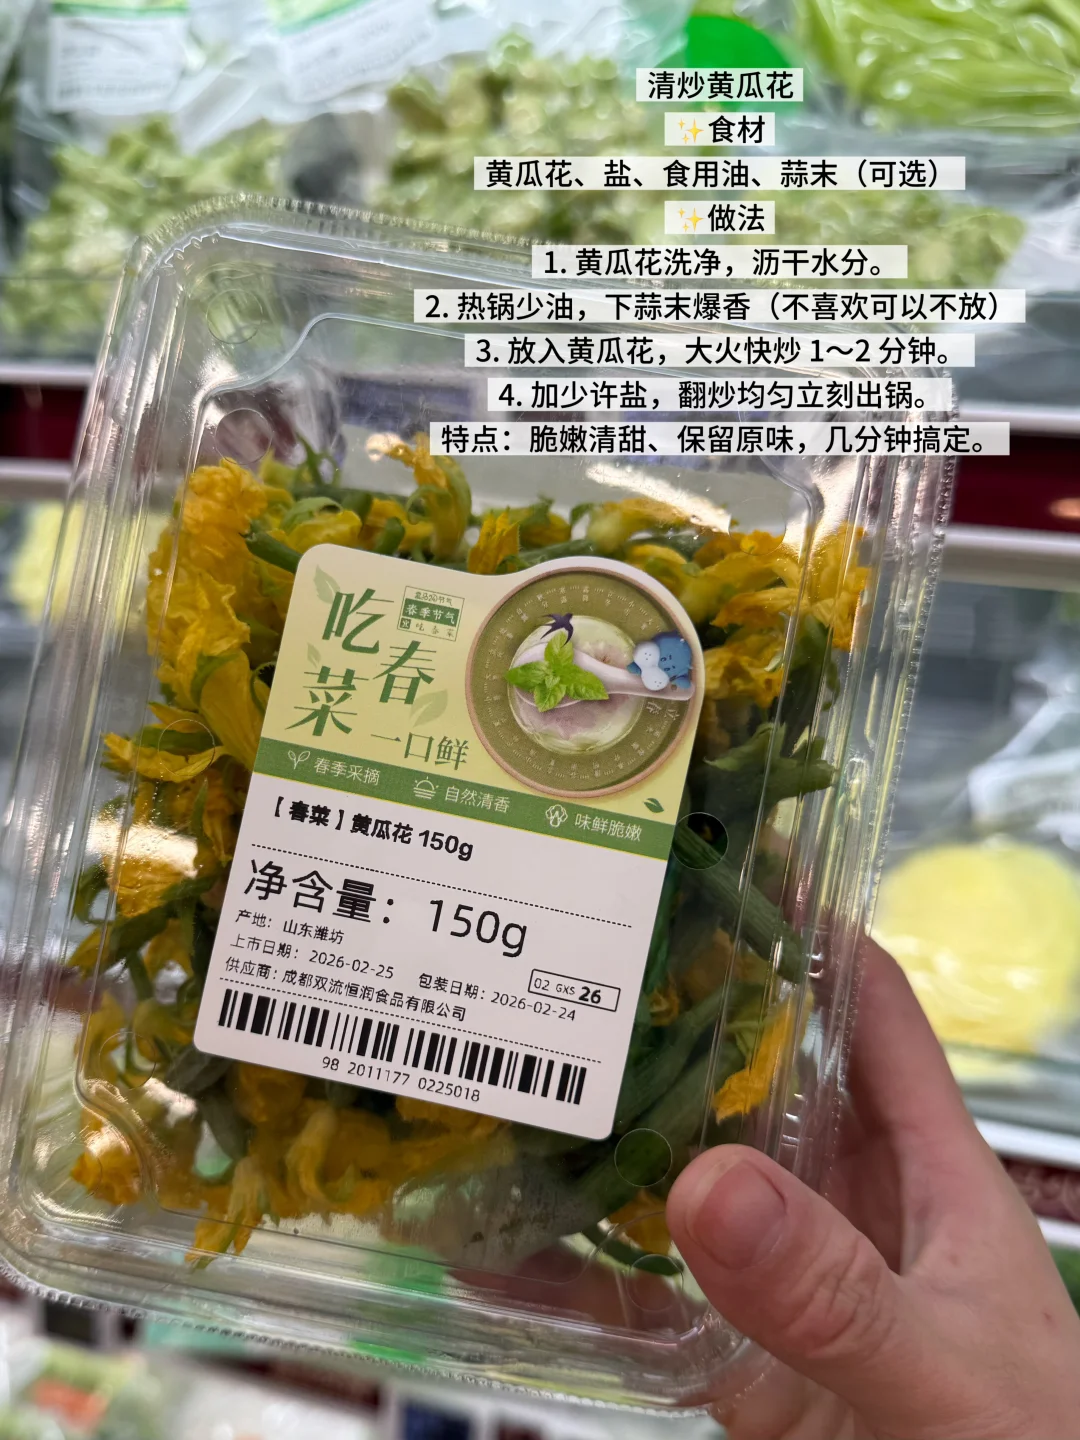 清炒黄瓜花
✨食材
黄瓜花、盐、食用油、蒜末（可选）
✨做法
1. 黄瓜花洗净，沥干水分。
2. 热锅少油，下蒜末爆香（不喜欢可以不放）
3. 放入黄瓜花，大火快炒 1～2 分钟。
4. 加少许盐，翻炒均匀立刻出锅。
特点：脆嫩清甜、保留原味，几分钟搞定。
春季节气
吃春菜
一口鲜
春季采摘 自然清香 味鲜脆嫩
【春菜】黄瓜花 150g
净含量：150g
产地：山东潍坊
上市日期：2026-02-25 包装日期：2026-02-24
02 GXS 26
供应商：成都双流恒润食品有限公司
98 2011177 0225018